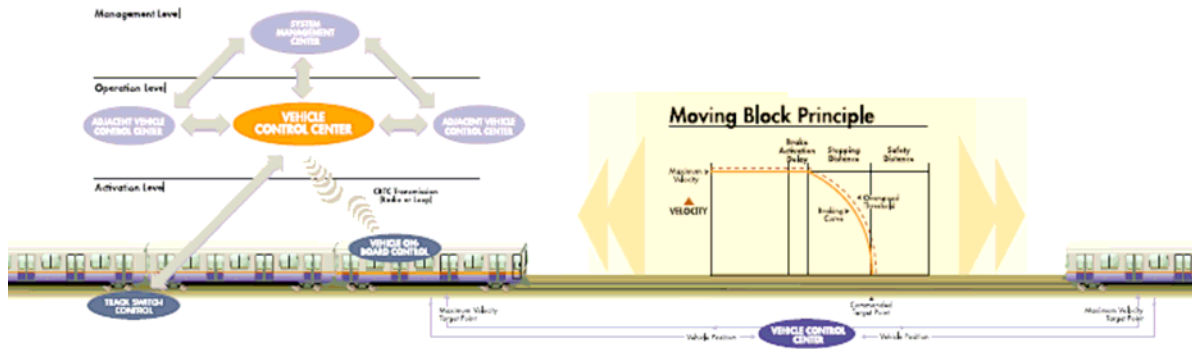 Management Level
SYSTEM
MANAGEMENT
CENTER
Operation Level
ADJACENT VEHICLE
CONTROL CENTER
VEHICLE
CONTROL CENTER
ADJACENT VEHICLE
CONTROL CENTER
Activation Level
CBTC Transmission
(Radio or Loop)
VEHICLE ON-
BOARD CONTROL
TRACK SWITCH
CONTROL
Moving Block Principle
Brake
Activation
Delay
Stopping
Distance
Safety
Distance
Maximum
Velocity
VELOCITY
Overspeed
Threshold
Braking
Curve
Maximum Velocity
Target Point
Commanded
Target Point
Maximum Velocity
Target Point
Vehicle Position
VEHICLE CONTROL
CENTER
Vehicle Position